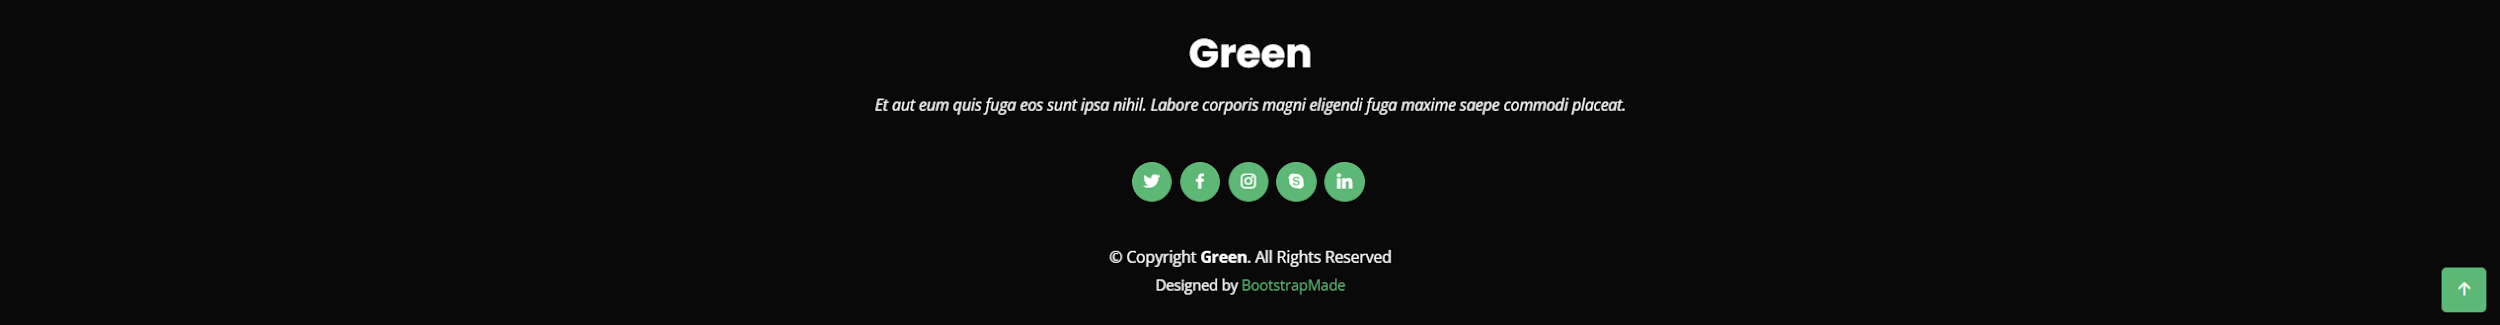 Green
Et aut eum quis fuga eos sunt ipsa nihil. Labore corporis magni eligendi fuga maxime saepe commodi placeat.
© Copyright Green. All Rights Reserved
Designed by BootstrapMade